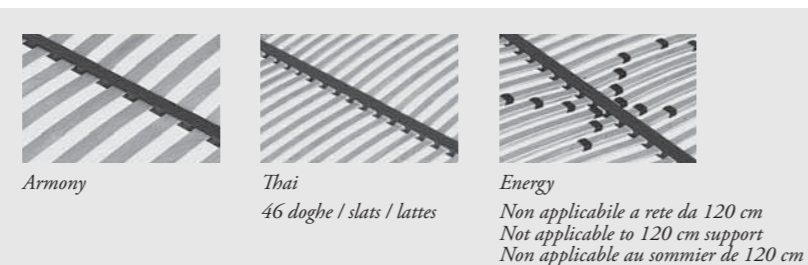 Armony
Thai
46 doghe / slats / lattes
Energy
Non applicabile a rete da 120 cm
Not applicable to 120 cm support
Non applicable au sommier de 120 cm